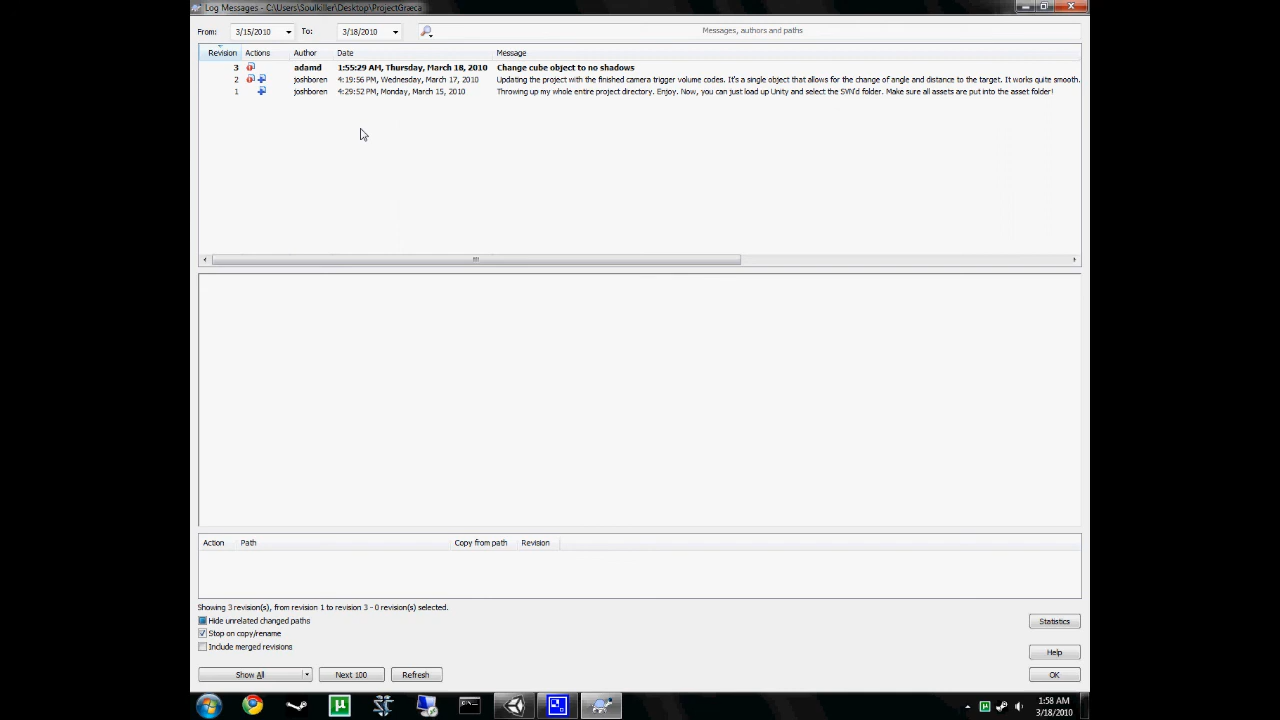 Log Messages - C:\Users\Soulkiller\Desktop\ProjectGræca
From: 3/15/2010 To: 3/18/2010 Messages, authors and paths
Revision Actions Author Date Message
3 adamd 1:55:29 AM, Thursday, March 18, 2010 Change cube object to no shadows
2 joshboren 4:19:56 PM, Wednesday, March 17, 2010 Updating the project with the finished camera trigger volume codes. It's a single object that allows for the change of angle and distance to the target. It works quite smooth.
1 joshboren 4:29:52 PM, Monday, March 15, 2010 Throwing up my whole entire project directory. Enjoy. Now, you can just load up Unity and select the SVN'd folder. Make sure all assets are put into the asset folder!
Action Path Copy from path Revision
Showing 3 revision(s), from revision 1 to revision 3 - 0 revision(s) selected.
Hide unrelated changed paths
Stop on copy/rename
Include merged revisions
Statistics
Help
Show All Next 100 Refresh OK
1:58 AM
3/18/2010